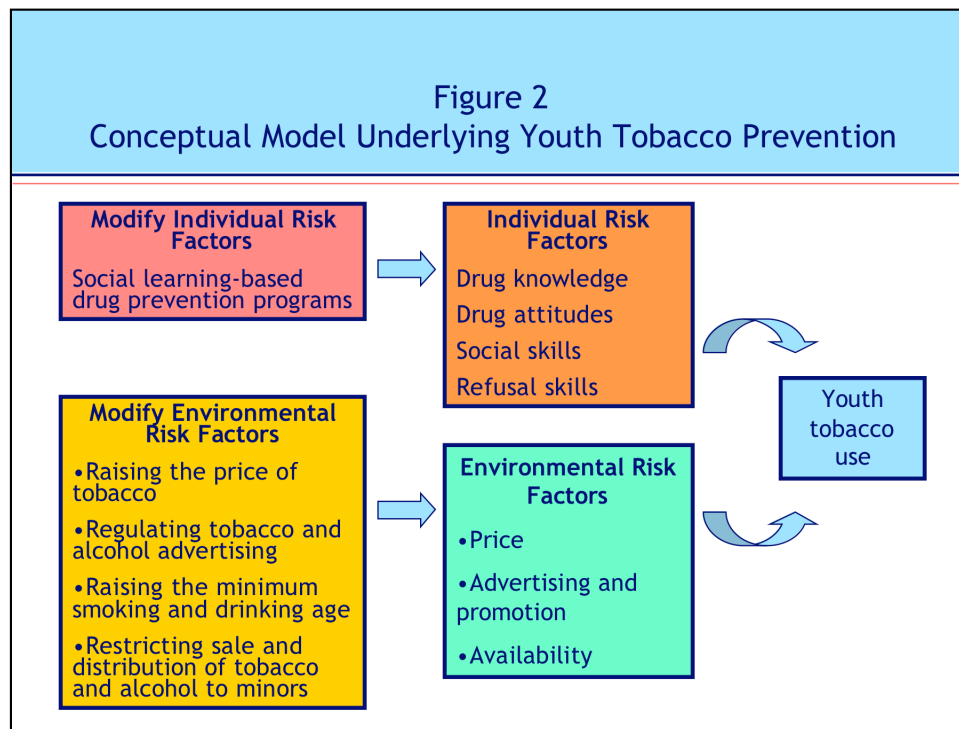 Figure 2
Conceptual Model Underlying Youth Tobacco Prevention
Modify Individual Risk
Factors
Social learning-based
drug prevention programs
Individual Risk
Factors
Drug knowledge
Drug attitudes
Social skills
Refusal skills
Modify Environmental
Risk Factors
•Raising the price of
tobacco
•Regulating tobacco and
alcohol advertising
•Raising the minimum
smoking and drinking age
•Restricting sale and
distribution of tobacco
and alcohol to minors
Environmental Risk
Factors
•Price
•Advertising and
promotion
•Availability
Youth
tobacco
use